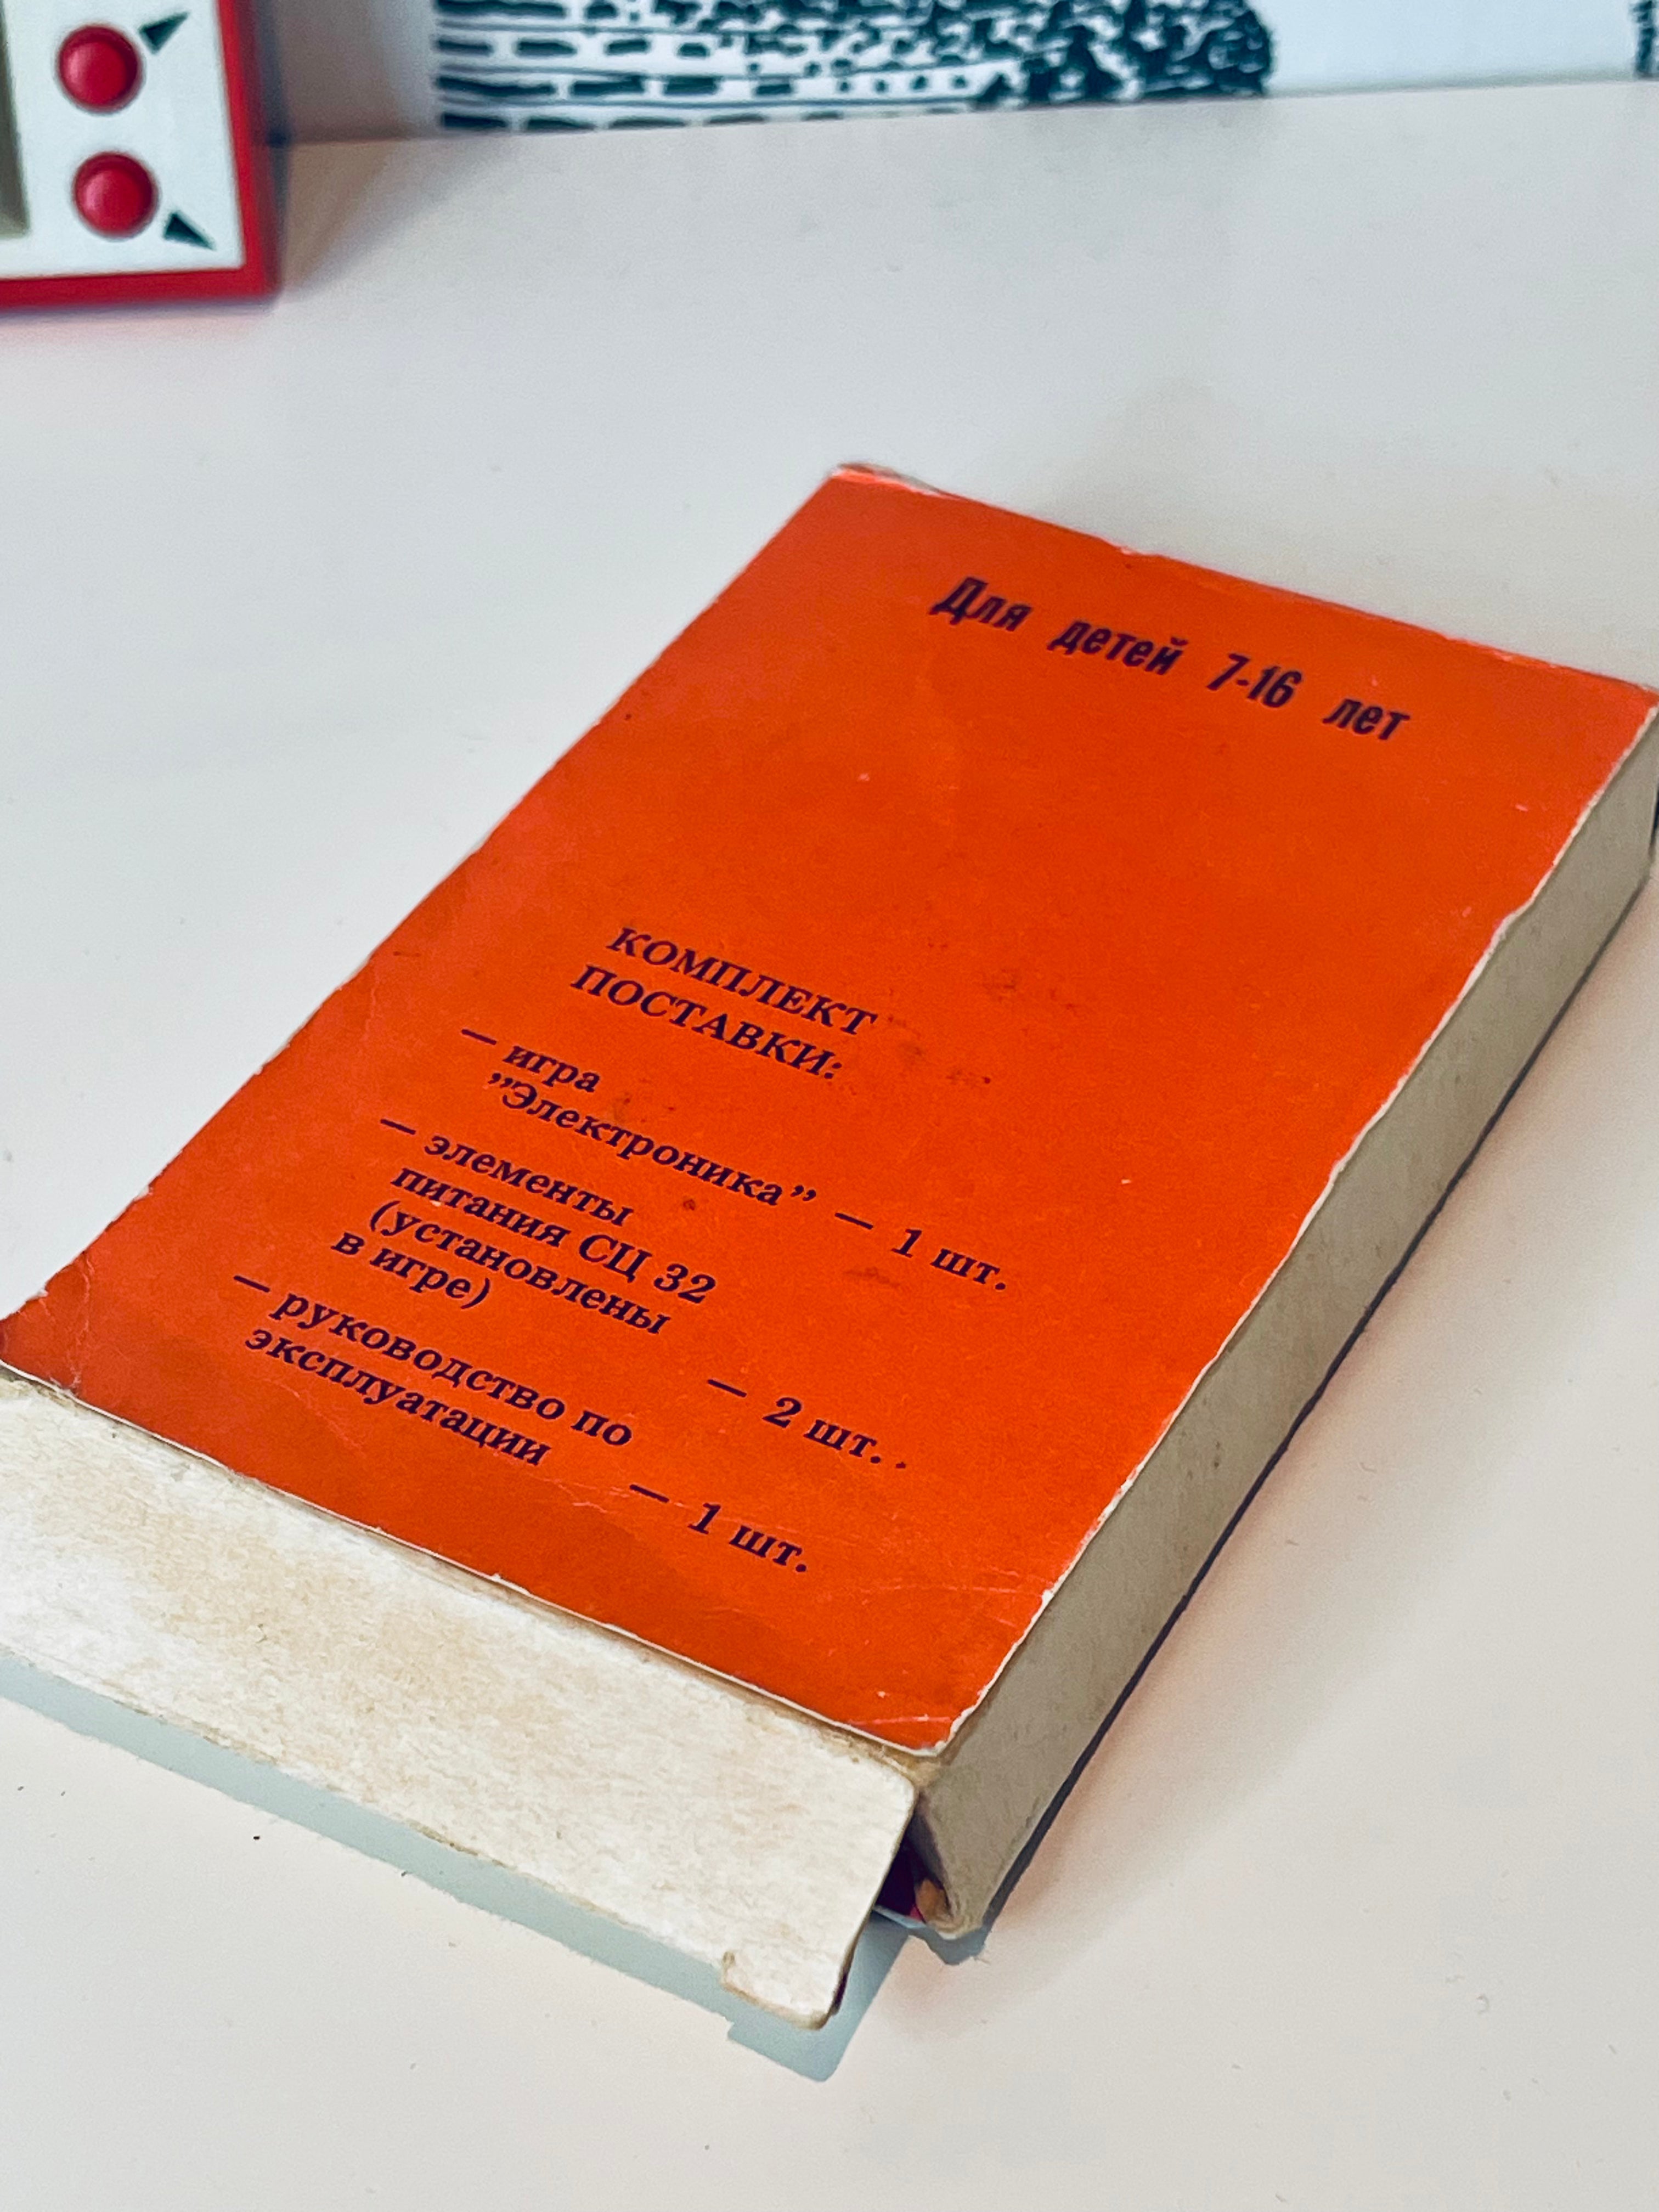 Для детей 7-16 лет
КОМПЛЕКТ
ПОСТАВКИ:
— игра
”Электроника” — 1 шт.
— элементы
питания СЦ 32
(установлены
в игре) — 2 шт.
— руководство по
эксплуатации — 1 шт.